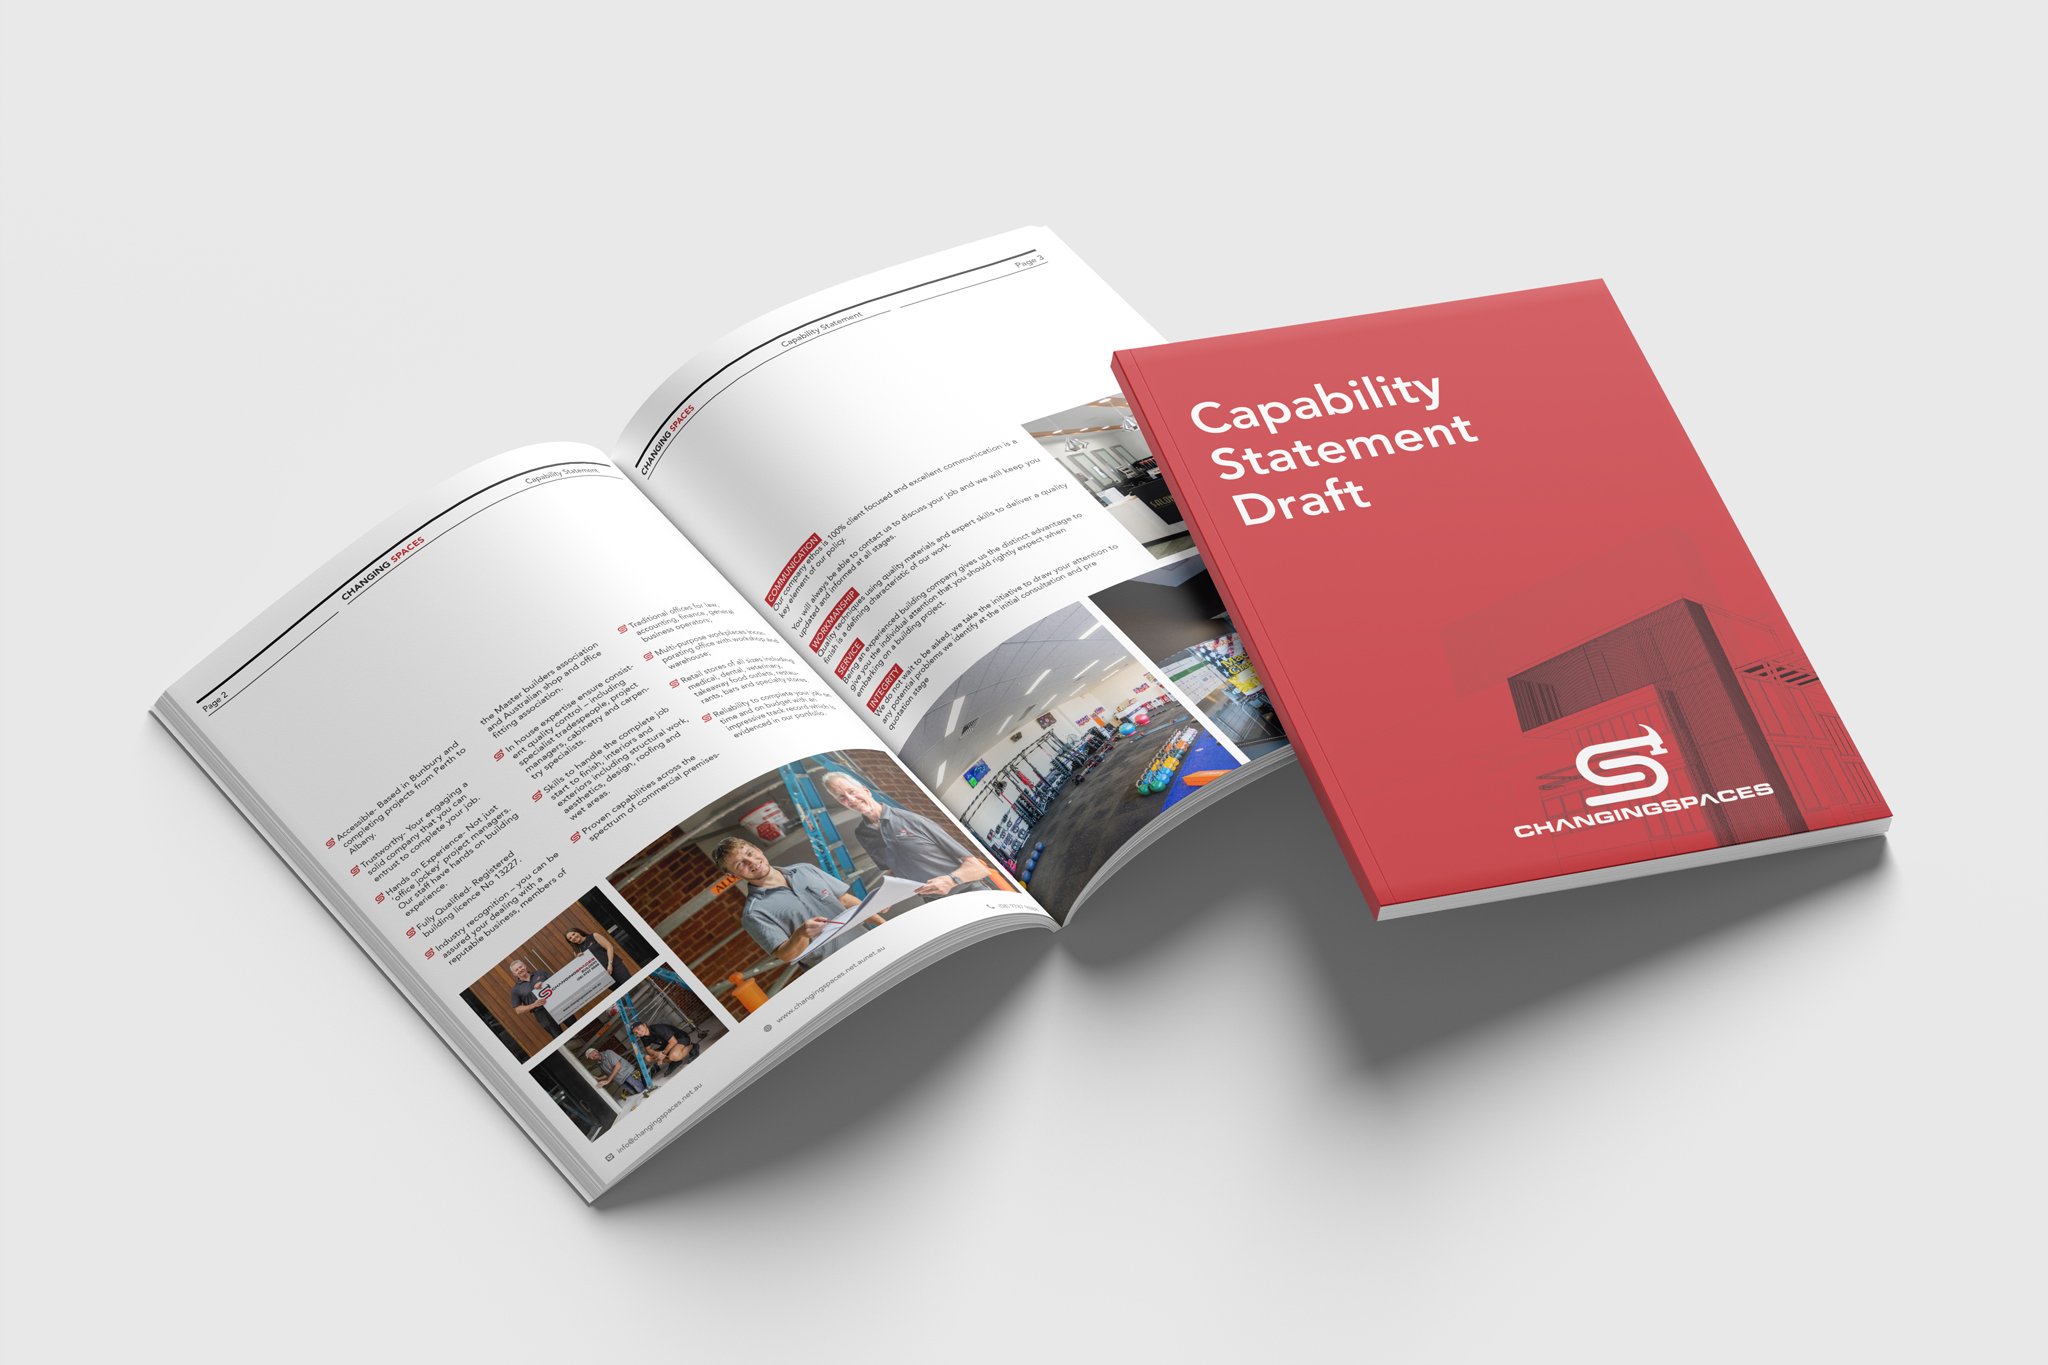 Page 2
CHANGING SPACES
Capability Statement
Accessible- Based in Bunbury and
completing projects from Perth to
Albany.
Trustworthy- Your engaging a
solid company that you can
entrust to complete your job.
Hands on Experience- Not just
'office jockey' project managers.
Our staff have hands on building
experience.
Fully Qualified- Registered
building licence No 13227.
Industry recognition – you can be
assured your dealing with a
reputable business, members of
the Master builders association
and Australian shop and office
fitting association.
In house expertise – ensure consist-
ent quality control – including
specialist tradespeople, project
managers, cabinetry and carpen-
try specialists.
Skills to handle the complete job
start to finish, interiors and
exteriors including structural work,
aesthetics, design, roofing and
wet areas.
Proven capabilities across the
spectrum of commercial premises-
Traditional offices for law,
accounting, finance, general
business operators;
Multi-purpose workplaces incor-
porating office with workshop and
warehouse;
Retail stores of all sizes including
medical, dental, veterinary,
takeaway food outlets, restau-
rants, bars and specialty stores.
Reliability to complete your job on
time and on budget with an
impressive track record which is
evidenced in our portfolio.
info@changingspaces.net.au
www.changingspaces.net.aunet.au
CHANGING SPACES
Capability Statement
Page 3
COMMUNICATION
Our company ethos is 100% client focused and excellent communication is a
key element of our policy.
You will always be able to contact us to discuss your job and we will keep you
updated and informed at all stages.
WORKMANSHIP
Quality techniques using quality materials and expert skills to deliver a quality
finish is a defining characteristic of our work.
SERVICE
Being an experienced building company gives us the distinct advantage to
give you the individual attention that you should rightly expect when
embarking on a building project.
INTEGRITY
We do not wait to be asked, we take the initiative to draw your attention to
any potential problems we identify at the initial consultation and pre
quotation stage
Capability
Statement
Draft
CHANGINGSPACES